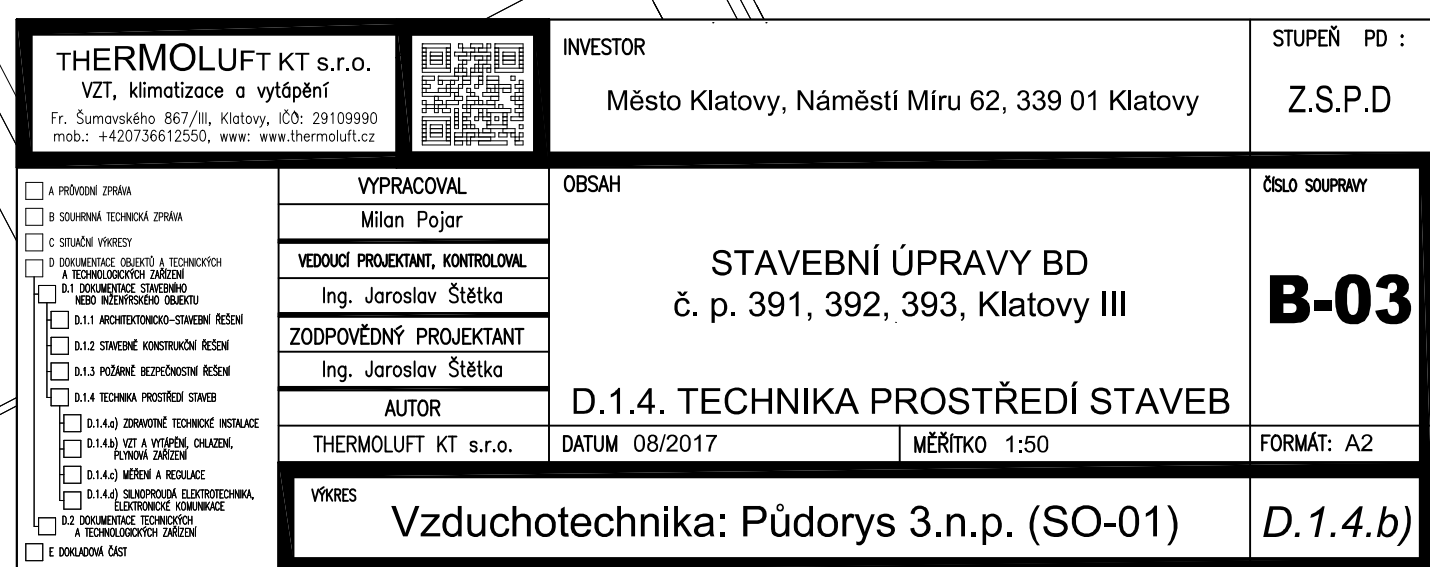 THERMOLUFT KT s.r.o.
VZT, klimatizace a vytápění
Fr. Šumavského 867/III, Klatovy, IČO: 29109990
mob.: +420736612550, www: www.thermoluft.cz
INVESTOR
Město Klatovy, Náměstí Míru 62, 339 01 Klatovy
STUPEŇ PD :
Z.S.P.D
A PRŮVODNÍ ZPRÁVA
B SOUHRNNÁ TECHNICKÁ ZPRÁVA
C SITUAČNÍ VÝKRESY
D DOKUMENTACE OBJEKTŮ A TECHNICKÝCH
A TECHNOLOGICKÝCH ZAŘÍZENÍ
D.1 DOKUMENTACE STAVEBNÍHO
NEBO INŽENÝRSKÉHO OBJEKTU
D.1.1 ARCHITEKTONICKO-STAVEBNÍ ŘEŠENÍ
D.1.2 STAVEBNĚ KONSTRUKČNÍ ŘEŠENÍ
D.1.3 POŽÁRNĚ BEZPEČNOSTNÍ ŘEŠENÍ
D.1.4 TECHNIKA PROSTŘEDÍ STAVEB
D.1.4.a) ZDRAVOTNĚ TECHNICKÉ INSTALACE
D.1.4.b) VZT A VYTÁPĚNÍ, CHLAZENÍ,
PLYNOVÁ ZAŘÍZENÍ
D.1.4.c) MĚŘENÍ A REGULACE
D.1.4.d) SILNOPROUDÁ ELEKTROTECHNIKA,
ELEKTRONICKÉ KOMUNIKACE
D.2 DOKUMENTACE TECHNICKÝCH
A TECHNOLOGICKÝCH ZAŘÍZENÍ
E DOKLADOVÁ ČÁST
VYPRACOVAL
Milan Pojar
VEDOUCÍ PROJEKTANT, KONTROLOVAL
Ing. Jaroslav Štětka
ZODPOVĚDNÝ PROJEKTANT
Ing. Jaroslav Štětka
AUTOR
THERMOLUFT KT s.r.o.
OBSAH
STAVEBNÍ ÚPRAVY BD
č. p. 391, 392, 393, Klatovy III
D.1.4. TECHNIKA PROSTŘEDÍ STAVEB
DATUM 08/2017
MĚŘÍTKO 1:50
ČÍSLO SOUPRAVY
B-03
FORMÁT: A2
VÝKRES
Vzduchotechnika: Půdorys 3.n.p. (SO-01)
D.1.4.b)